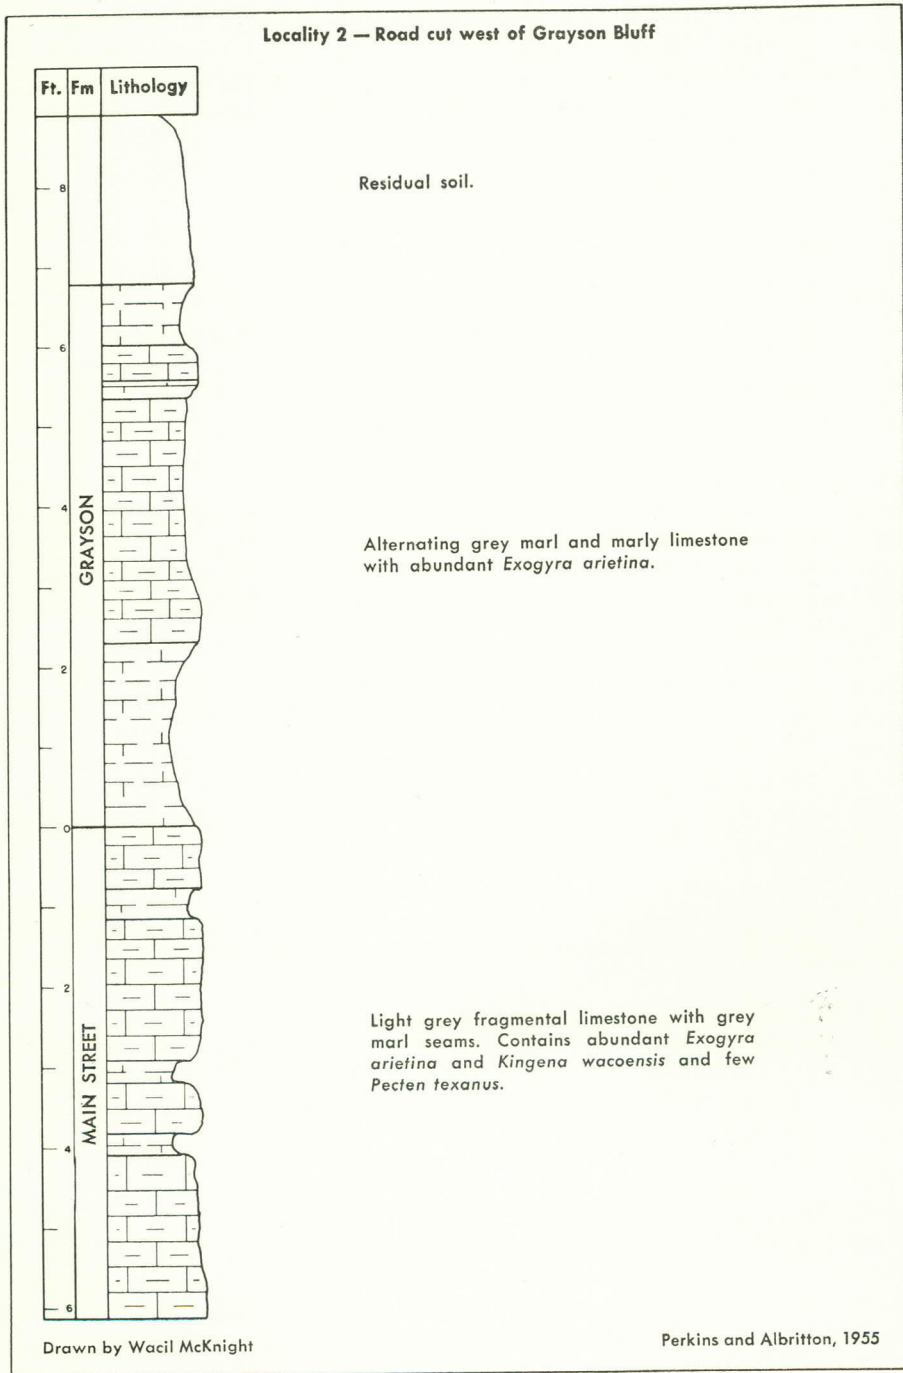 Locality 2 — Road cut west of Grayson Bluff
Ft. Fm Lithology
8
Residual soil.
6
4
GRAYSON
Alternating grey marl and marly limestone
with abundant Exogyra arietina.
2
0
2
MAIN STREET
Light grey fragmental limestone with grey
marl seams. Contains abundant Exogyra
arietina and Kingena wacoensis and few
Pecten texanus.
4
6
Drawn by Wacil McKnight
Perkins and Albritton, 1955